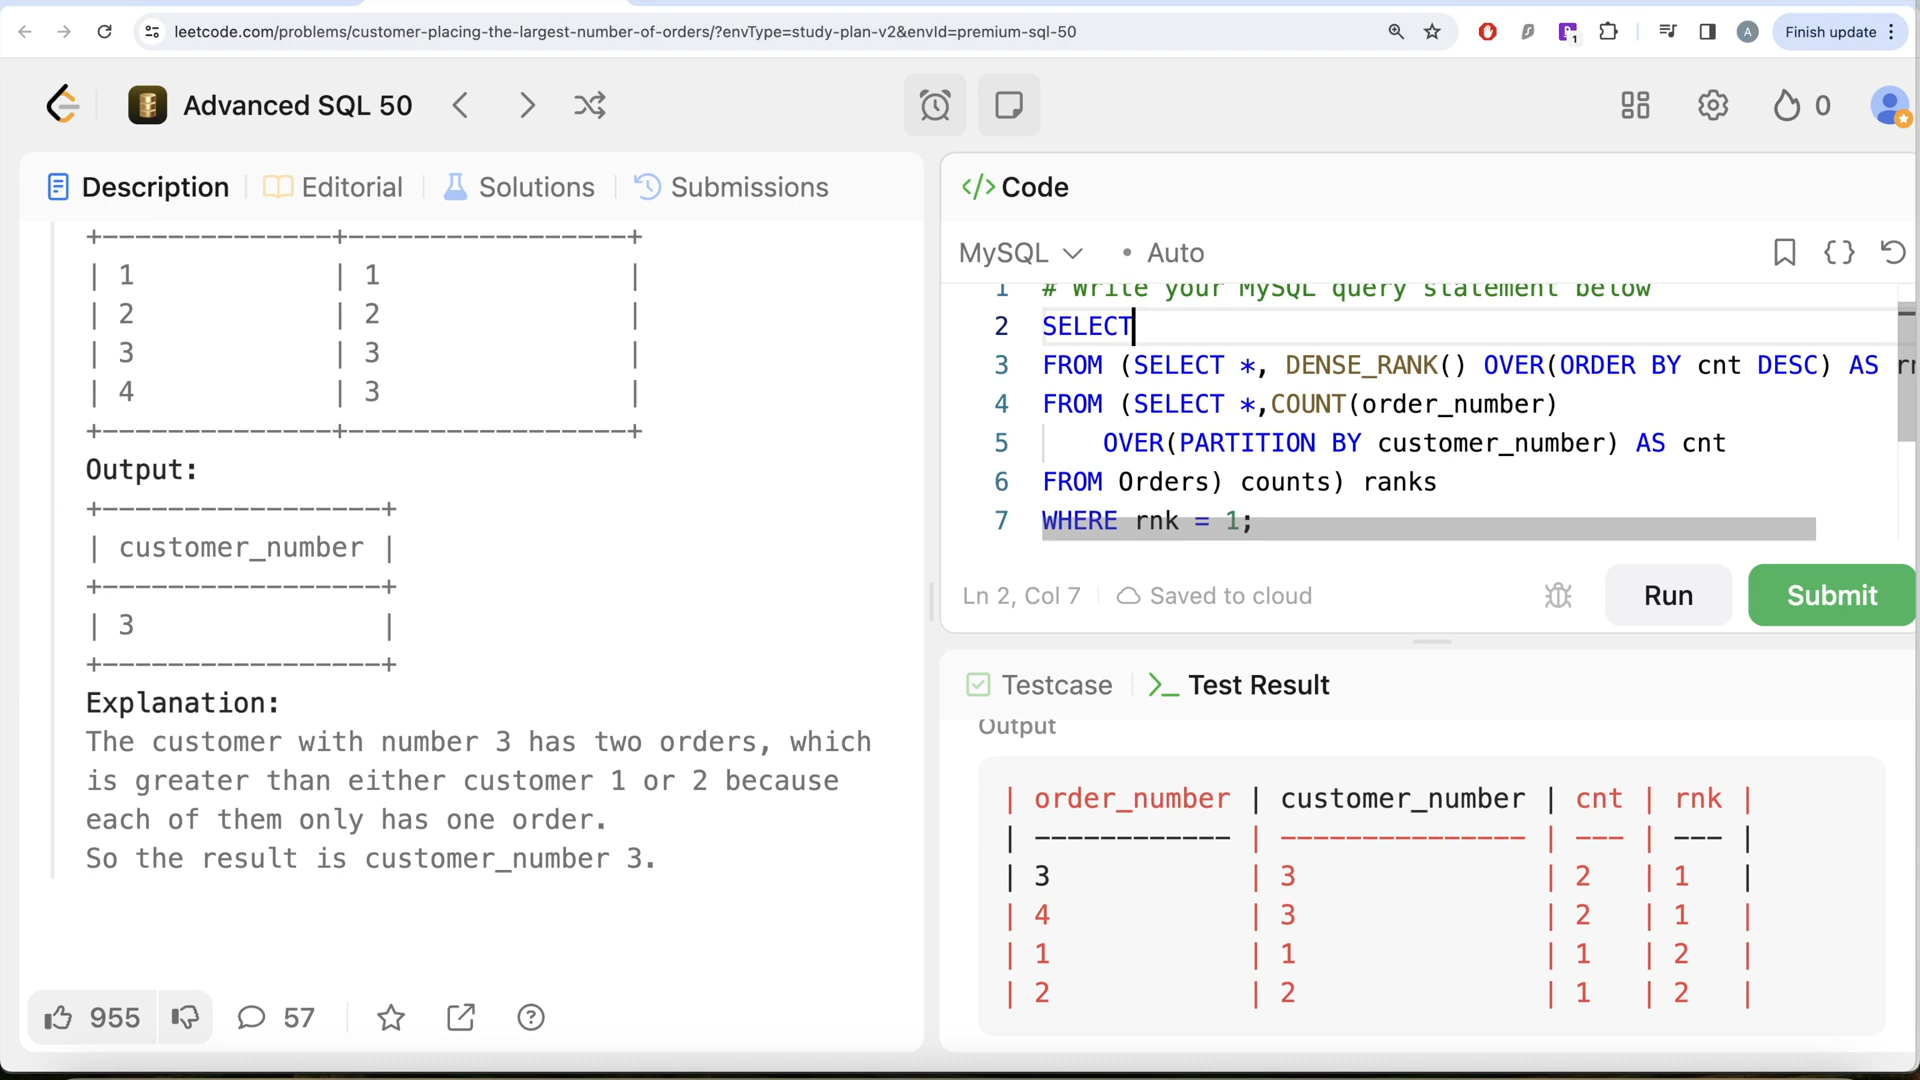 leetcode.com/problems/customer-placing-the-largest-number-of-orders/?envType=study-plan-v2&envId=premium-sql-50
1
A
Finish update
Advanced SQL 50
0
Description
Editorial
Solutions
Submissions
+--------------+-----------------+
| 1            | 1               |
| 2            | 2               |
| 3            | 3               |
| 4            | 3               |
+--------------+-----------------+
Output:
+-----------------+
| customer_number |
+-----------------+
| 3               |
+-----------------+
Explanation:
The customer with number 3 has two orders, which
is greater than either customer 1 or 2 because
each of them only has one order.
So the result is customer_number 3.
955
57
</> Code
MySQL • Auto
{}
1 # Write your MySQL query statement below
2 SELECT
3 FROM (SELECT *, DENSE_RANK() OVER(ORDER BY cnt DESC) AS
4 FROM (SELECT *,COUNT(order_number)
5     OVER(PARTITION BY customer_number) AS cnt
6 FROM Orders) counts) ranks
7 WHERE rnk = 1;
Ln 2, Col 7
Saved to cloud
Run
Submit
Testcase
>_ Test Result
Output
| order_number | customer_number | cnt | rnk |
| ------------ | --------------- | --- | --- |
| 3            | 3               | 2   | 1   |
| 4            | 3               | 2   | 1   |
| 1            | 1               | 1   | 2   |
| 2            | 2               | 1   | 2   |